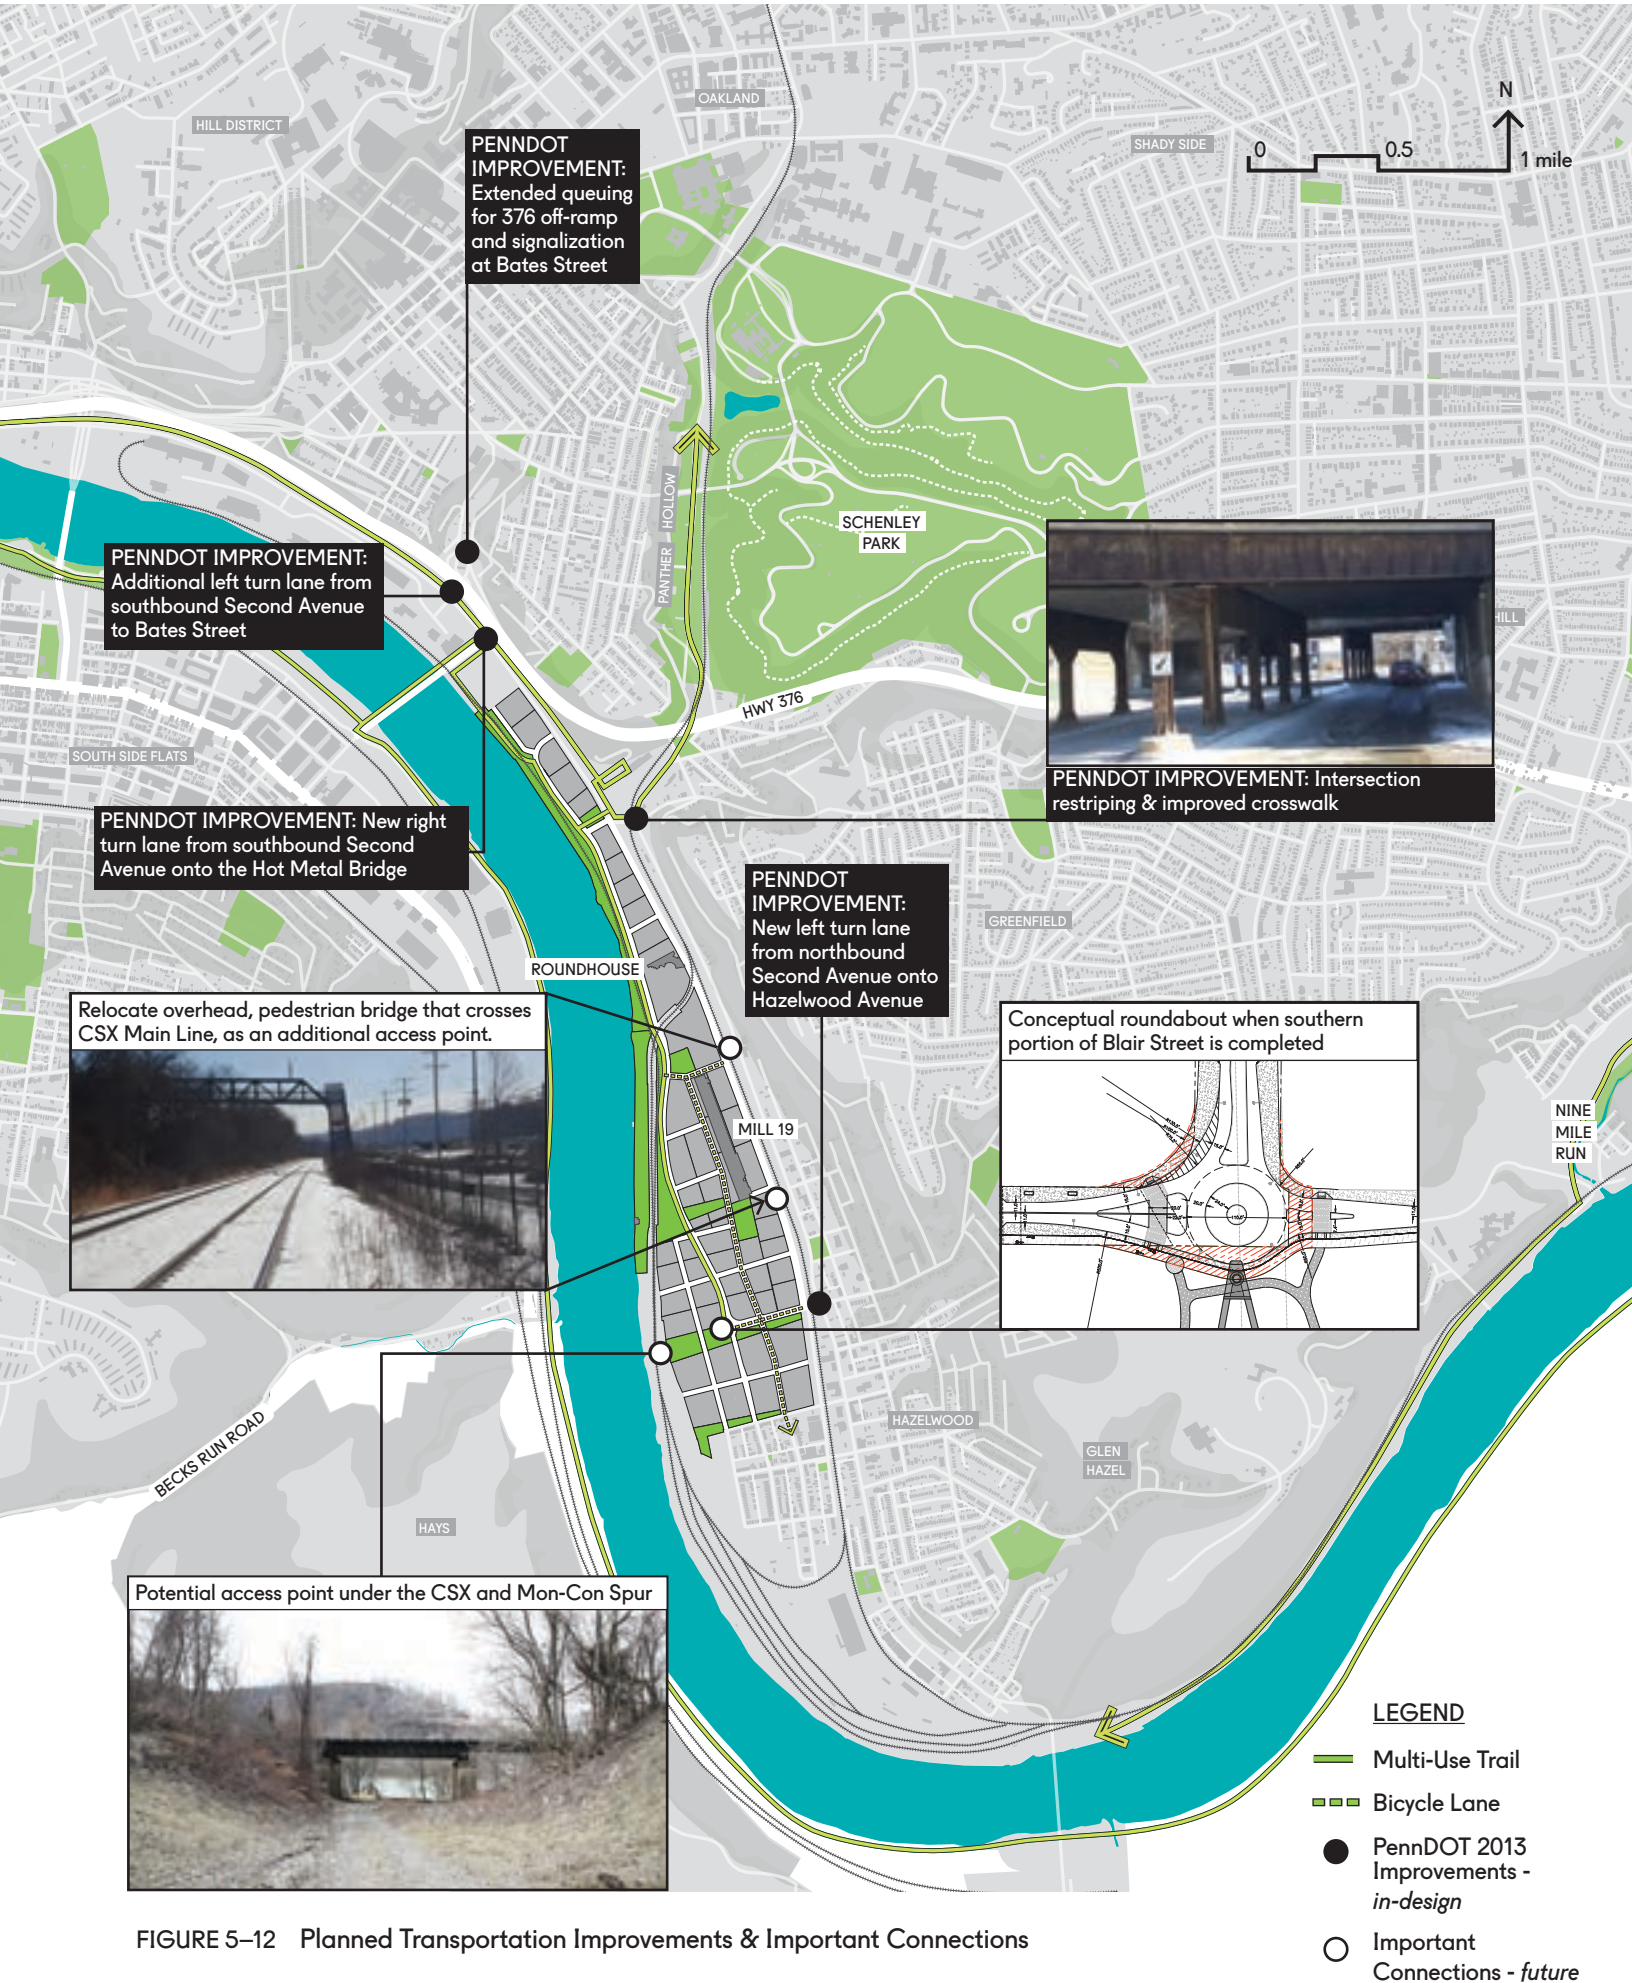 OAKLAND
HILL DISTRICT
SHADY SIDE
N
0
0.5
1 mile
PENNDOT
IMPROVEMENT:
Extended queuing
for 376 off-ramp
and signalization
at Bates Street
PANTHER HOLLOW
SCHENLEY
PARK
HILL
PENNDOT IMPROVEMENT:
Additional left turn lane from
southbound Second Avenue
to Bates Street
HWY 376
SOUTH SIDE FLATS
PENNDOT IMPROVEMENT: Intersection
restriping & improved crosswalk
PENNDOT IMPROVEMENT: New right
turn lane from southbound Second
Avenue onto the Hot Metal Bridge
PENNDOT
IMPROVEMENT:
New left turn lane
from northbound
Second Avenue onto
Hazelwood Avenue
GREENFIELD
ROUNDHOUSE
Relocate overhead, pedestrian bridge that crosses
CSX Main Line, as an additional access point.
Conceptual roundabout when southern
portion of Blair Street is completed
MILL 19
NINE
MILE
RUN
BECKS RUN ROAD
HAZELWOOD
GLEN
HAZEL
HAYS
Potential access point under the CSX and Mon-Con Spur
LEGEND
Multi-Use Trail
Bicycle Lane
PennDOT 2013
Improvements -
in-design
Important
Connections - future
FIGURE 5–12 Planned Transportation Improvements & Important Connections